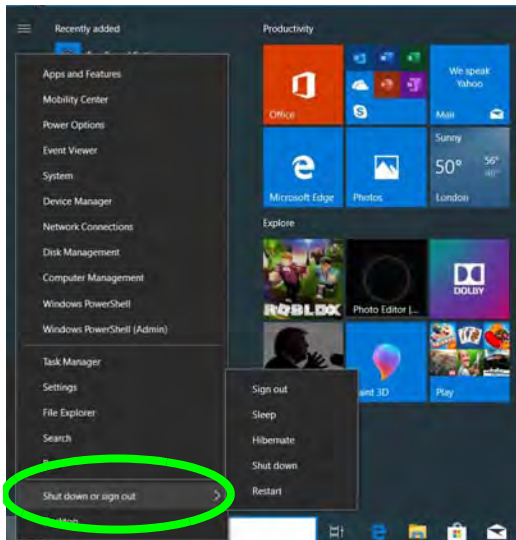 Recently added
Productivity
Apps and Features
Mobility Center
Power Options
Event Viewer
System
Device Manager
Network Connections
Disk Management
Computer Management
Windows PowerShell
Windows PowerShell (Admin)
Task Manager
Settings
File Explorer
Search
Shut down or sign out
Desktop
Sign out
Sleep
Hibernate
Shut down
Restart
Office
We speak
Yahoo
Mail
Microsoft Edge
Photos
Sunny
50° 56°
London
Explore
ROBLOX
Photo Editor |...
DOLBY
Paint 3D
Play